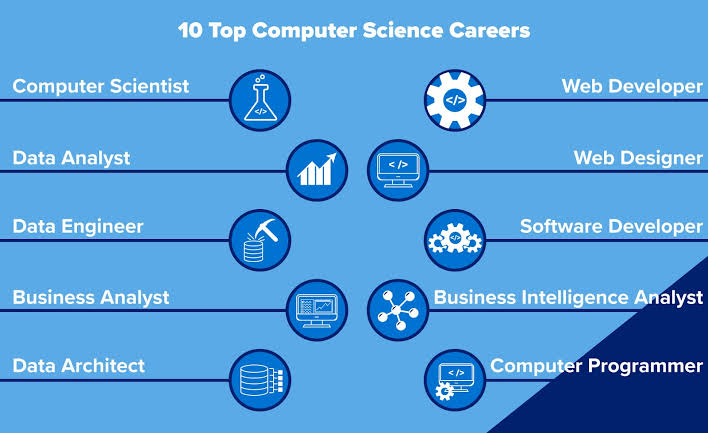 10 Top Computer Science Careers
Computer Scientist
Web Developer
</>
</>
Data Analyst
Web Designer
</>
Data Engineer
Software Developer
</>
Business Analyst
Business Intelligence Analyst
Data Architect
Computer Programmer
</>